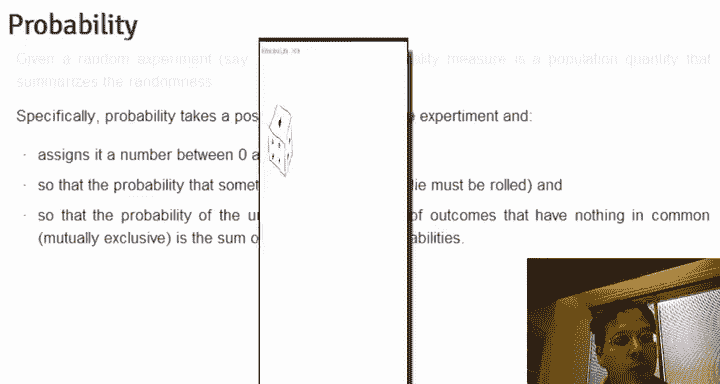 Probability
Given a random experiment (say ility measure is a population quantity that
summarizes the randomness
Specifically, probability takes a pos e expertiment and:
· assigns it a number between 0 a
· so that the probability that somet die must be rolled) and
· so that the probability of the u of outcomes that have nothing in common
(mutually exclusive) is the sum o abilities.